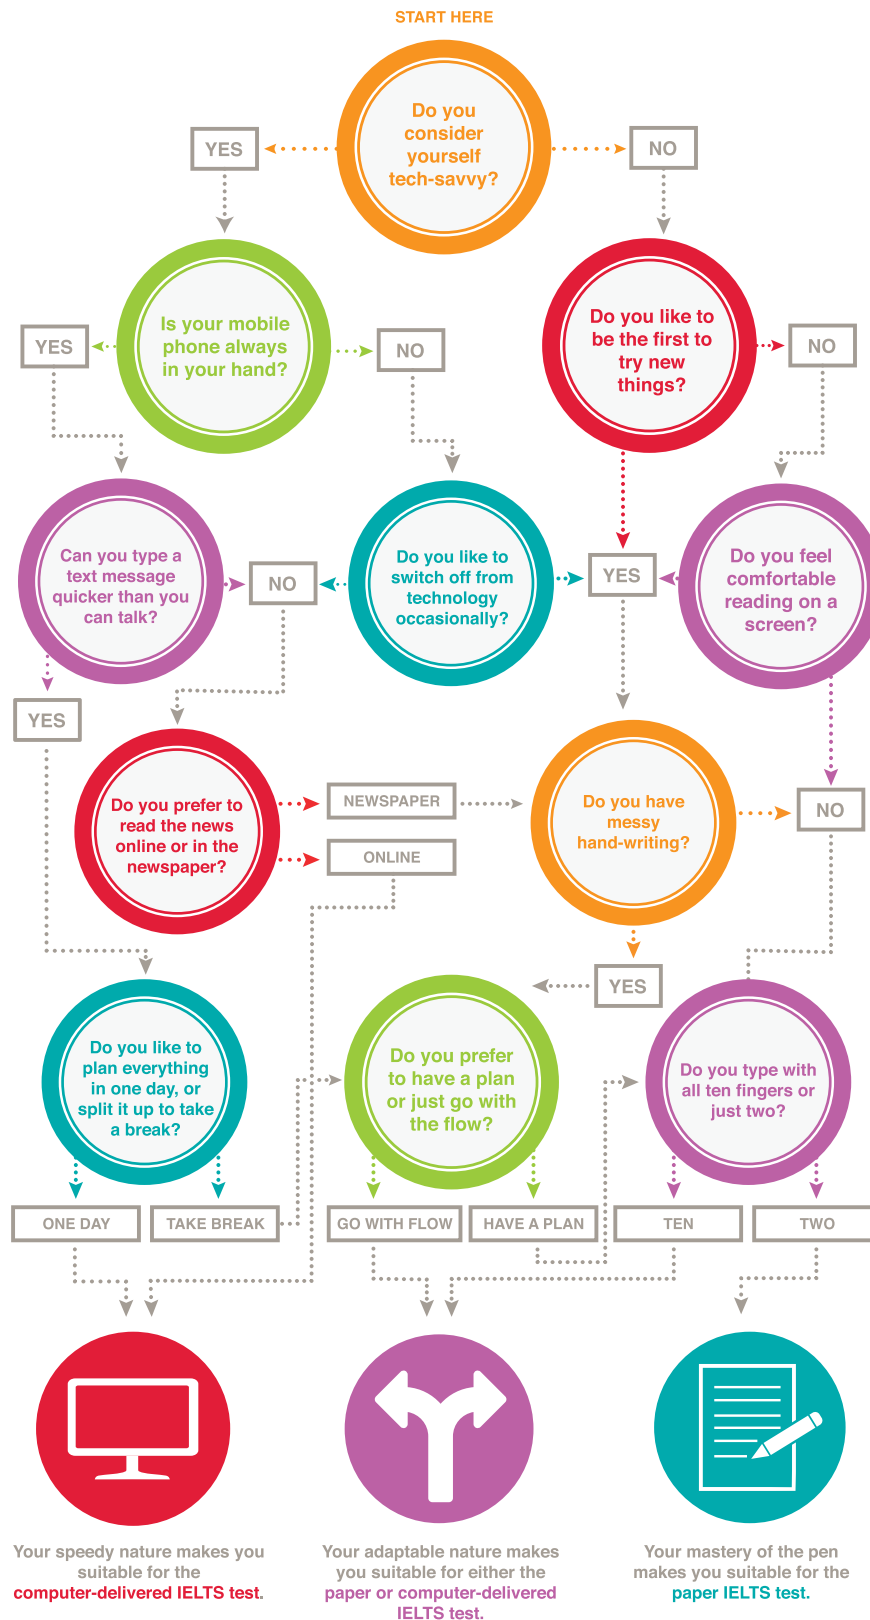 START HERE
Do you
consider
yourself
tech-savvy?
YES
NO
Is your mobile
phone always
in your hand?
Do you like to
be the first to
try new
things?
YES
NO
NO
Can you type a
text message
quicker than you
can talk?
NO
Do you like to
switch off from
technology
occasionally?
YES
Do you feel
comfortable
reading on a
screen?
YES
Do you prefer to
read the news
online or in the
newspaper?
NEWSPAPER
ONLINE
Do you have
messy
hand-writing?
NO
YES
Do you like to
plan everything
in one day, or
split it up to take
a break?
Do you prefer
to have a plan
or just go with
the flow?
Do you type with
all ten fingers or
just two?
ONE DAY
TAKE BREAK
GO WITH FLOW
HAVE A PLAN
TEN
TWO
Your speedy nature makes you
suitable for the
computer-delivered IELTS test.
Your adaptable nature makes
you suitable for either the
paper or computer-delivered
IELTS test.
Your mastery of the pen
makes you suitable for the
paper IELTS test.